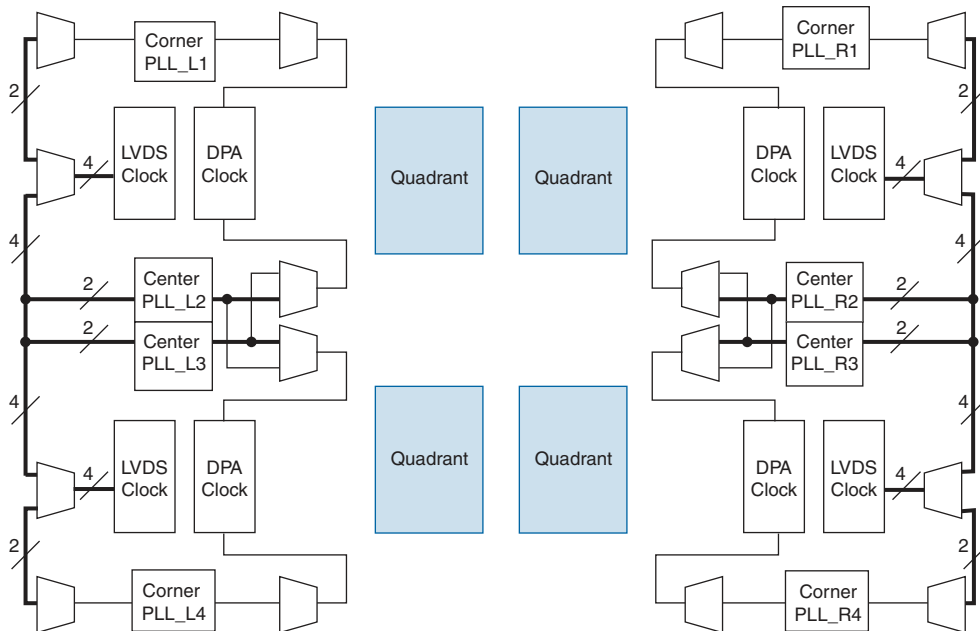 Corner
PLL_L1
Corner
PLL_R1
2
2
LVDS
Clock
DPA
Clock
Quadrant
Quadrant
DPA
Clock
LVDS
Clock
4
4
4
4
Center
PLL_L2
2
Center
PLL_R2
2
Center
PLL_L3
2
Center
PLL_R3
2
4
4
LVDS
Clock
DPA
Clock
Quadrant
Quadrant
DPA
Clock
LVDS
Clock
4
4
2
2
Corner
PLL_L4
Corner
PLL_R4